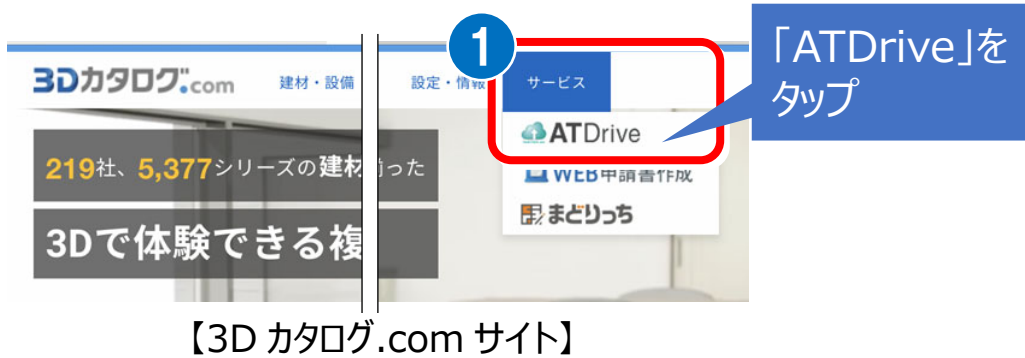 1
「ATDrive」を
タップ
3Dカタログ.com 建材・設備 設定・情報 サービス
ATDrive
219社、5,377シリーズの建材 揃った
WEB申請書作成
まどりっち
3Dで体験できる複
【3D カタログ.com サイト】